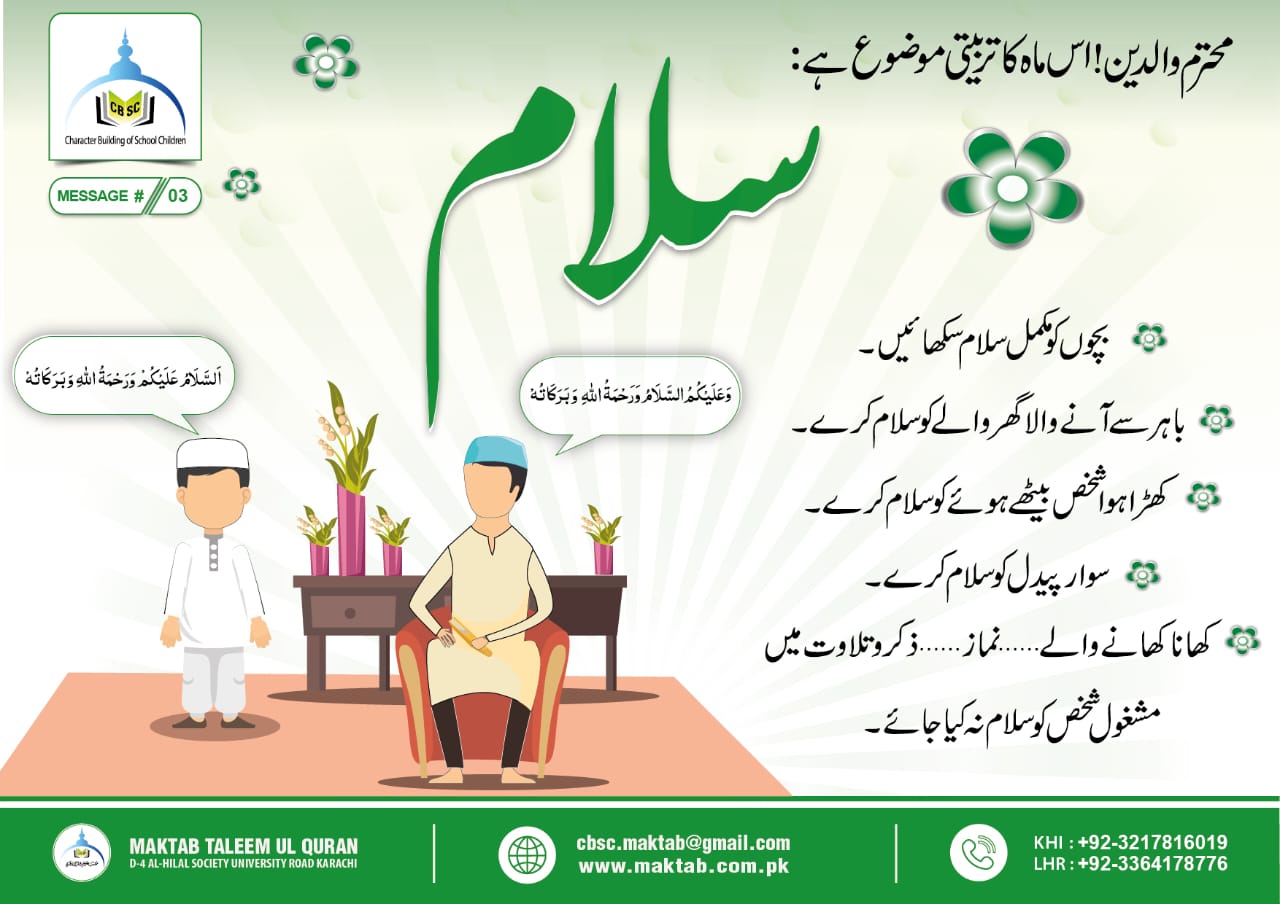 CBSC
Character Building of School Children
MESSAGE # 03
محترم والدین! اس ماہ کا تربیتی موضوع ہے:
سلام
اَلسَّلَامُ عَلَيْكُمْ وَرَحْمَةُ اللهِ وَبَرَكَاتُهٗ
وَعَلَيْكُمُ السَّلَامُ وَرَحْمَةُ اللهِ وَبَرَكَاتُهٗ
بچوں کو مکمل سلام سکھائیں۔
باہر سے آنے والا گھر والے کو سلام کرے۔
کھڑا ہوا شخص بیٹھے ہوئے کو سلام کرے۔
سوار پیدل کو سلام کرے۔
کھانا کھانے والے......نماز......ذکر و تلاوت میں
مشغول شخص کو سلام نہ کیا جائے۔
MAKTAB TALEEM UL QURAN
D-4 AL-HILAL SOCIETY UNIVERSITY ROAD KARACHI
cbsc.maktab@gmail.com
www.maktab.com.pk
KHI : +92-3217816019
LHR : +92-3364178776